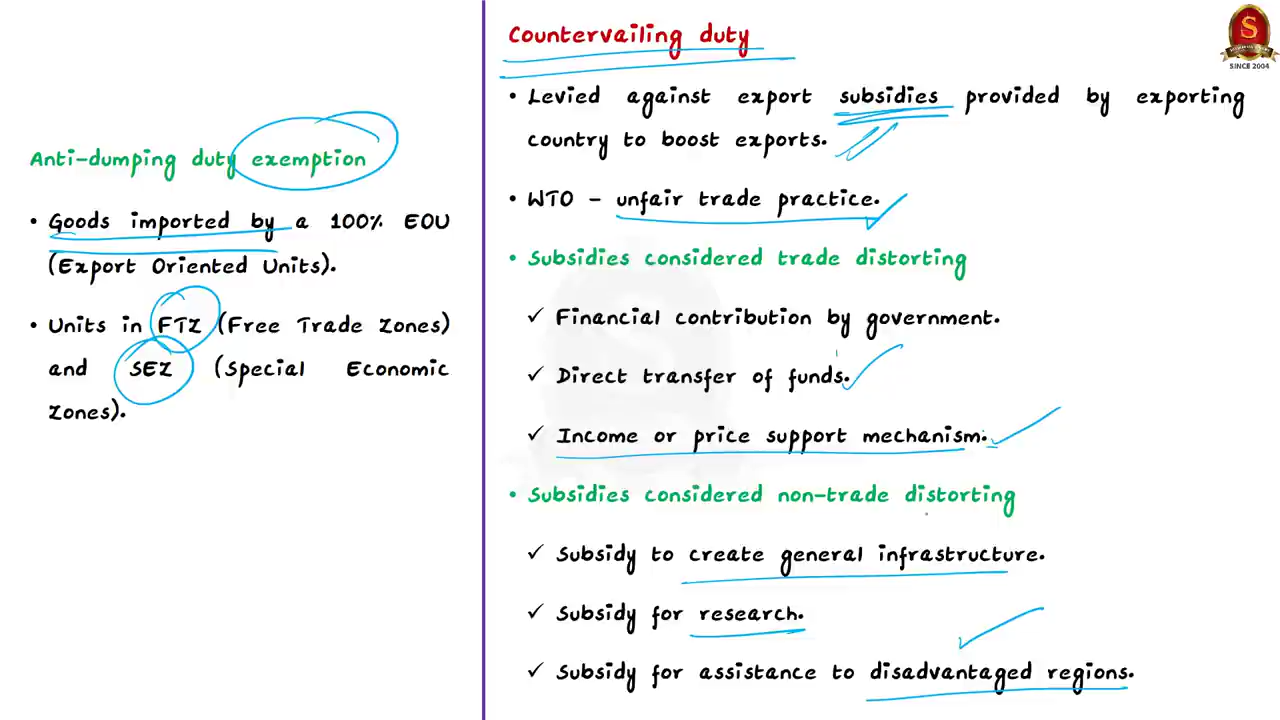 Anti-dumping duty exemption
• Goods imported by a 100% EOU
(Export Oriented Units).
• Units in FTZ (Free Trade Zones)
and SEZ (Special Economic
Zones).
Countervailing duty
• Levied against export subsidies provided by exporting
country to boost exports.
• WTO - unfair trade practice.
• Subsidies considered trade distorting
✓ Financial contribution by government.
✓ Direct transfer of funds.
✓ Income or price support mechanism.
• Subsidies considered non-trade distorting
✓ Subsidy to create general infrastructure.
✓ Subsidy for research.
✓ Subsidy for assistance to disadvantaged regions.
S
SINCE 2004